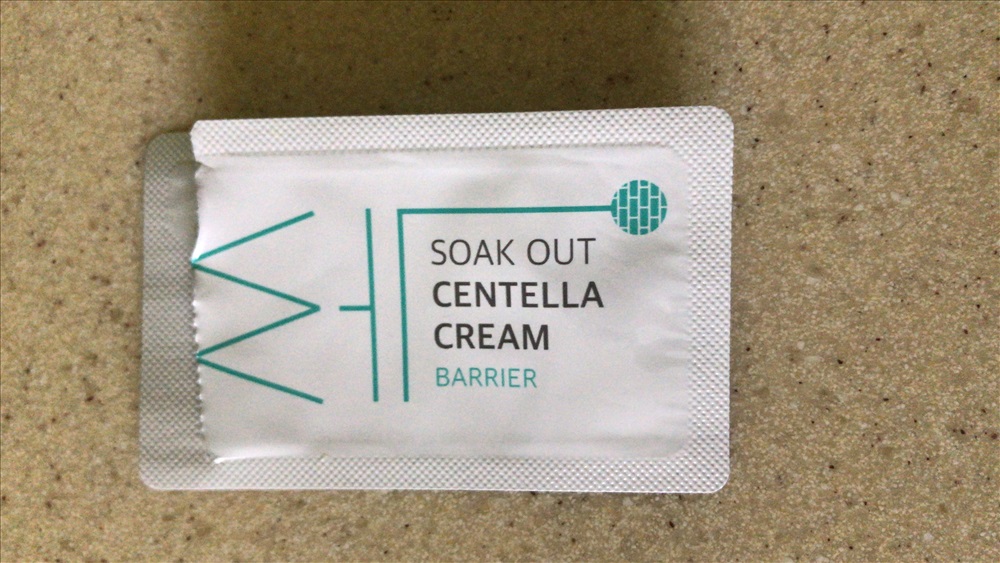 SOAK OUT
CENTELLA
CREAM
BARRIER